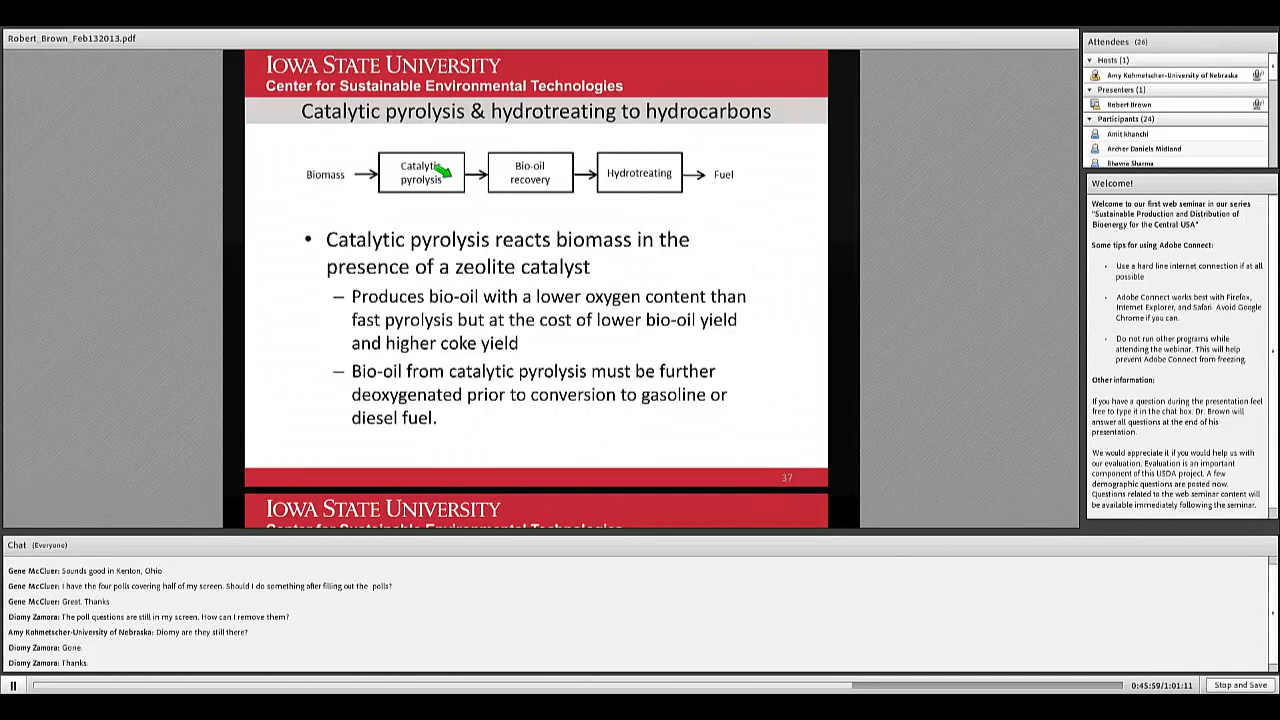 Robert_Brown_Feb132013.pdf
IOWA STATE UNIVERSITY
Center for Sustainable Environmental Technologies
Catalytic pyrolysis & hydrotreating to hydrocarbons
Biomass
Catalytic
pyrolysis
Bio-oil
recovery
Hydrotreating
Fuel
• Catalytic pyrolysis reacts biomass in the
presence of a zeolite catalyst
– Produces bio-oil with a lower oxygen content than
fast pyrolysis but at the cost of lower bio-oil yield
and higher coke yield
– Bio-oil from catalytic pyrolysis must be further
deoxygenated prior to conversion to gasoline or
diesel fuel.
37
IOWA STATE UNIVERSITY
Center for Sustainable Environmental Technologies
Attendees (26)
Hosts (1)
Amy Kohmetscher-University of Nebraska
Presenters (1)
Robert Brown
Participants (24)
Amit khanchi
Archer Daniels Midland
Bhavna Sharma
Welcome!
Welcome to our first web seminar in our series
"Sustainable Production and Distribution of
Bioenergy for the Central USA"
Some tips for using Adobe Connect:
• Use a hard line internet connection if at all
possible
• Adobe Connect works best with Firefox,
Internet Explorer, and Safari. Avoid Google
Chrome if you can.
• Do not run other programs while
attending the webinar. This will help
prevent Adobe Connect from freezing.
Other information:
If you have a question during the presentation feel
free to type it in the chat box. Dr. Brown will
answer all questions at the end of his
presentation.
We would appreciate it if you would help us with
our evaluation. Evaluation is an important
component of this USDA project. A few
demographic questions are posted now.
Questions related to the web seminar content will
be available immediately following the seminar.
Chat (Everyone)
Gene McCluer: Sounds good in Kenton, Ohio
Gene McCluer: I have the four polls covering half of my screen. Should I do something after filling out the polls?
Gene McCluer: Great. Thanks
Diomy Zamora: The poll questions are still in my screen. How can I remove them?
Amy Kohmetscher-University of Nebraska: Diomy are they still there?
Diomy Zamora: Gone.
Diomy Zamora: Thanks.
0:45:59/1:01:11
Stop and Save